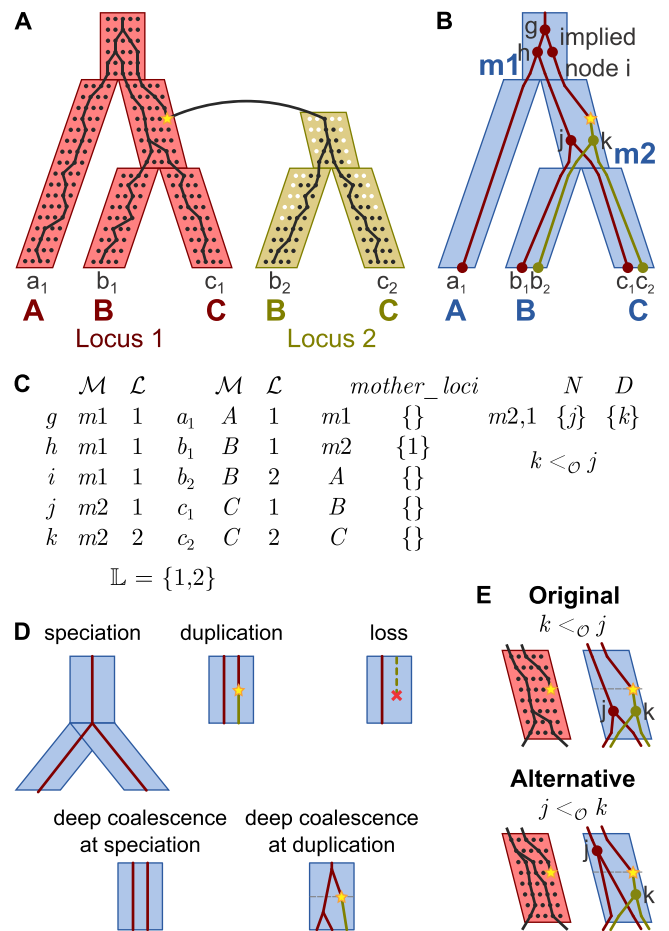 A
a₁
b₁
c₁
b₂
c₂
A
B
C
B
C
Locus 1
Locus 2
B
g
implied
h
node i
m1
j
k
m2
a₁
b₁b₂
c₁c₂
A
B
C
C
ℳ ℒ ℳ ℒ mother_loci N D
g m1 1 a₁ A 1 m1 {} m2,1 {j} {k}
h m1 1 b₁ B 1 m2 {1}
k <_𝒪 j
i m1 1 b₂ B 2 A {}
j m2 1 c₁ C 1 B {}
k m2 2 c₂ C 2 C {}
𝕃 = {1,2}
D
speciation
duplication
loss
deep coalescence
at speciation
deep coalescence
at duplication
E
Original
k <_𝒪 j
j
k
Alternative
j <_𝒪 k
j
k